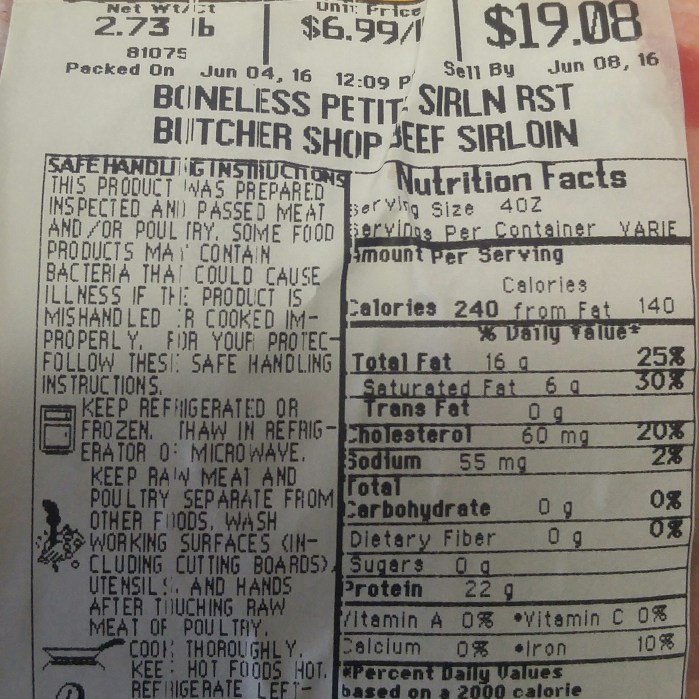 Net Wt/Ct Unit Price
2.73 lb $6.99/l $19.08
81075
Packed On Jun 04, 16 12:09 P Sell By Jun 08, 16
BONELESS PETIT SIRLN RST
BUTCHER SHOP BEEF SIRLOIN
SAFE HANDLING INSTRUCTIONS
THIS PRODUCT WAS PREPARED
INSPECTED AND PASSED MEAT
AND/OR POULTRY. SOME FOOD
PRODUCTS MAY CONTAIN
BACTERIA THAT COULD CAUSE
ILLNESS IF THE PRODUCT IS
MISHANDLED OR COOKED IM-
PROPERLY. FOR YOUR PROTEC-
FOLLOW THESE SAFE HANDLING
INSTRUCTIONS.
KEEP REFRIGERATED OR
FROZEN. THAW IN REFRIG-
ERATOR OR MICROWAVE.
KEEP RAW MEAT AND
POULTRY SEPARATE FROM
OTHER FOODS. WASH
WORKING SURFACES (IN-
CLUDING CUTTING BOARDS),
UTENSILS, AND HANDS
AFTER TOUCHING RAW
MEAT OF POULTRY.
COOK THOROUGHLY.
KEEP HOT FOODS HOT.
REFRIGERATE LEFT-
Nutrition Facts
Serving Size 4OZ
Servings Per Container VARIE
Amount Per Serving
Calories
Calories 240 from Fat 140
% Daily Value*
Total Fat 16 g 25%
Saturated Fat 6 g 30%
Trans Fat 0 g
Cholesterol 60 mg 20%
Sodium 55 mg 2%
Total
Carbohydrate 0 g 0%
Dietary Fiber 0 g 0%
Sugars 0 g
Protein 22 g
Vitamin A 0% •Vitamin C 0%
Calcium 0% •Iron 10%
*Percent Daily Values
based on a 2000 calorie